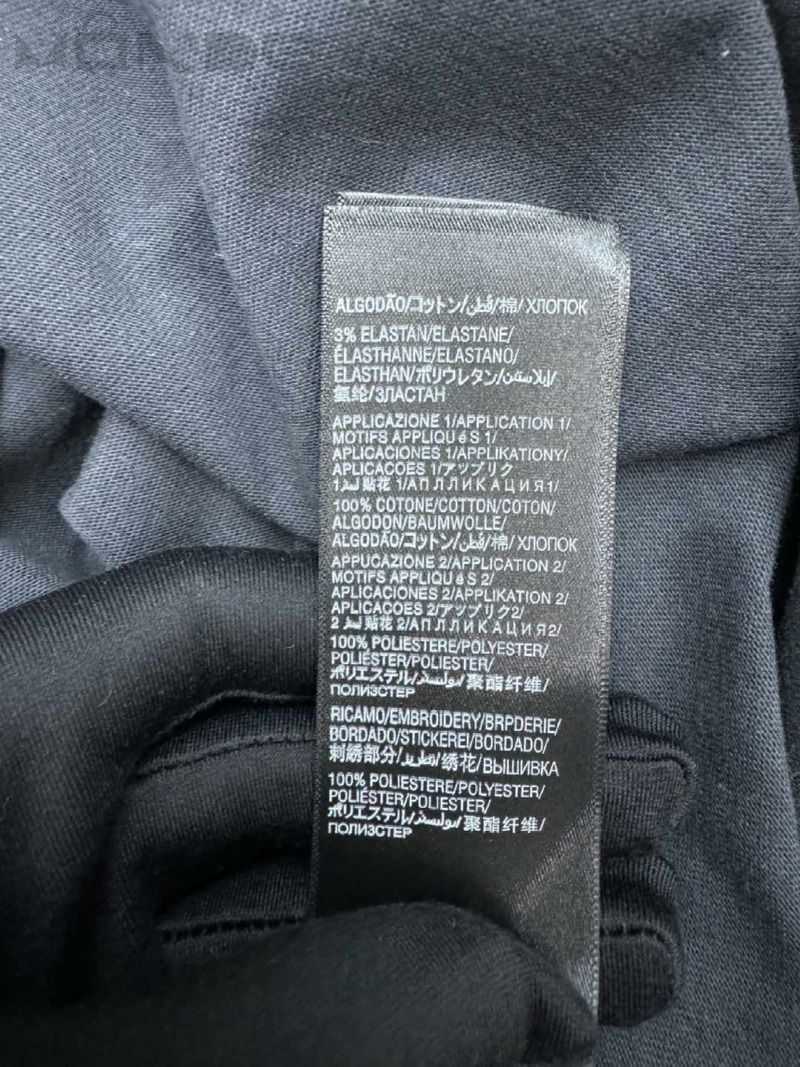 ALGODÃO/コットン/قطن/棉/ХЛОПОК
3% ELASTAN/ELASTANE/
ÉLASTHANNE/ELASTANO/
ELASTHAN/ポリウレタン/إيلاستين/
氨纶/ЭЛАСТАН
APPLICAZIONE 1/APPLICATION 1/
MOTIFS APPLIQUéS 1/
APLICACIONES 1/APPLIKATIONY/
APLICACOES 1/アップリク
1/ 贴花 1/АПЛЛИКАЦИЯ1/
100% COTONE/COTTON/COTON/
ALGODON/BAUMWOLLE/
ALGODÃO/コットン/قطن/棉/ХЛОПОК
APPUCAZIONE 2/APPLICATION 2/
MOTIFS APPLIQUéS 2/
APLICACIONES 2/APPLIKATION 2/
APLICACOES 2/アップリク2/
2 贴花 2/АПЛЛИКАЦИЯ2/
100% POLIESTERE/POLYESTER/
POLIÉSTER/POLIESTER/
ポリエステル/بوليستر/聚酯纤维/
ПОЛИЗСТЕР
RICAMO/EMBROIDERY/BRPDERIE/
BORDADO/STICKEREI/BORDADO/
刺绣部分/تطريز/绣花/ВЫШИВКА
100% POLIESTERE/POLYESTER/
POLIÉSTER/POLIESTER/
ポリエステル/بوليستر/聚酯纤维/
ПОЛИЗСТЕР